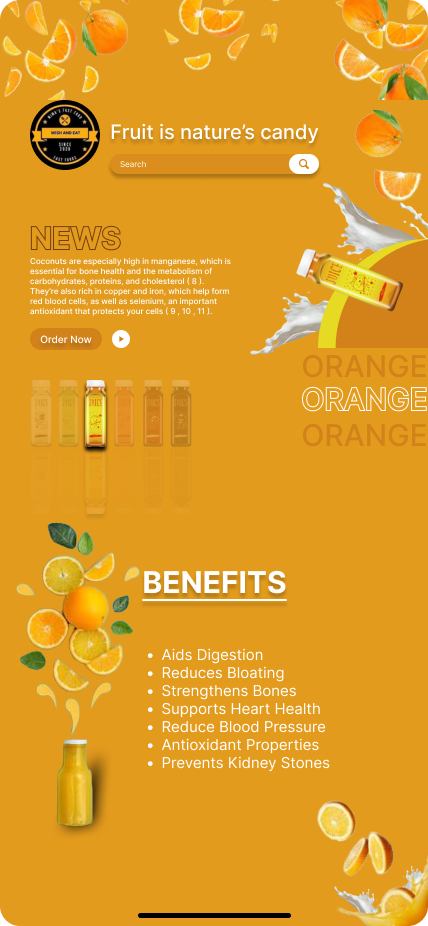 NIMA'S FAST FOOD
WISH AND EAT
SINCE
2020
FAST FOODS
Fruit is nature’s candy
Search
NEWS
Coconuts are especially high in manganese, which is
essential for bone health and the metabolism of
carbohydrates, proteins, and cholesterol ( 8 ).
They’re also rich in copper and iron, which help form
red blood cells, as well as selenium, an important
antioxidant that protects your cells ( 9 , 10 , 11 ).
JUICY
Order Now
ORANGE
ORANGE
ORANGE
BENEFITS
• Aids Digestion
• Reduces Bloating
• Strengthens Bones
• Supports Heart Health
• Reduce Blood Pressure
• Antioxidant Properties
• Prevents Kidney Stones